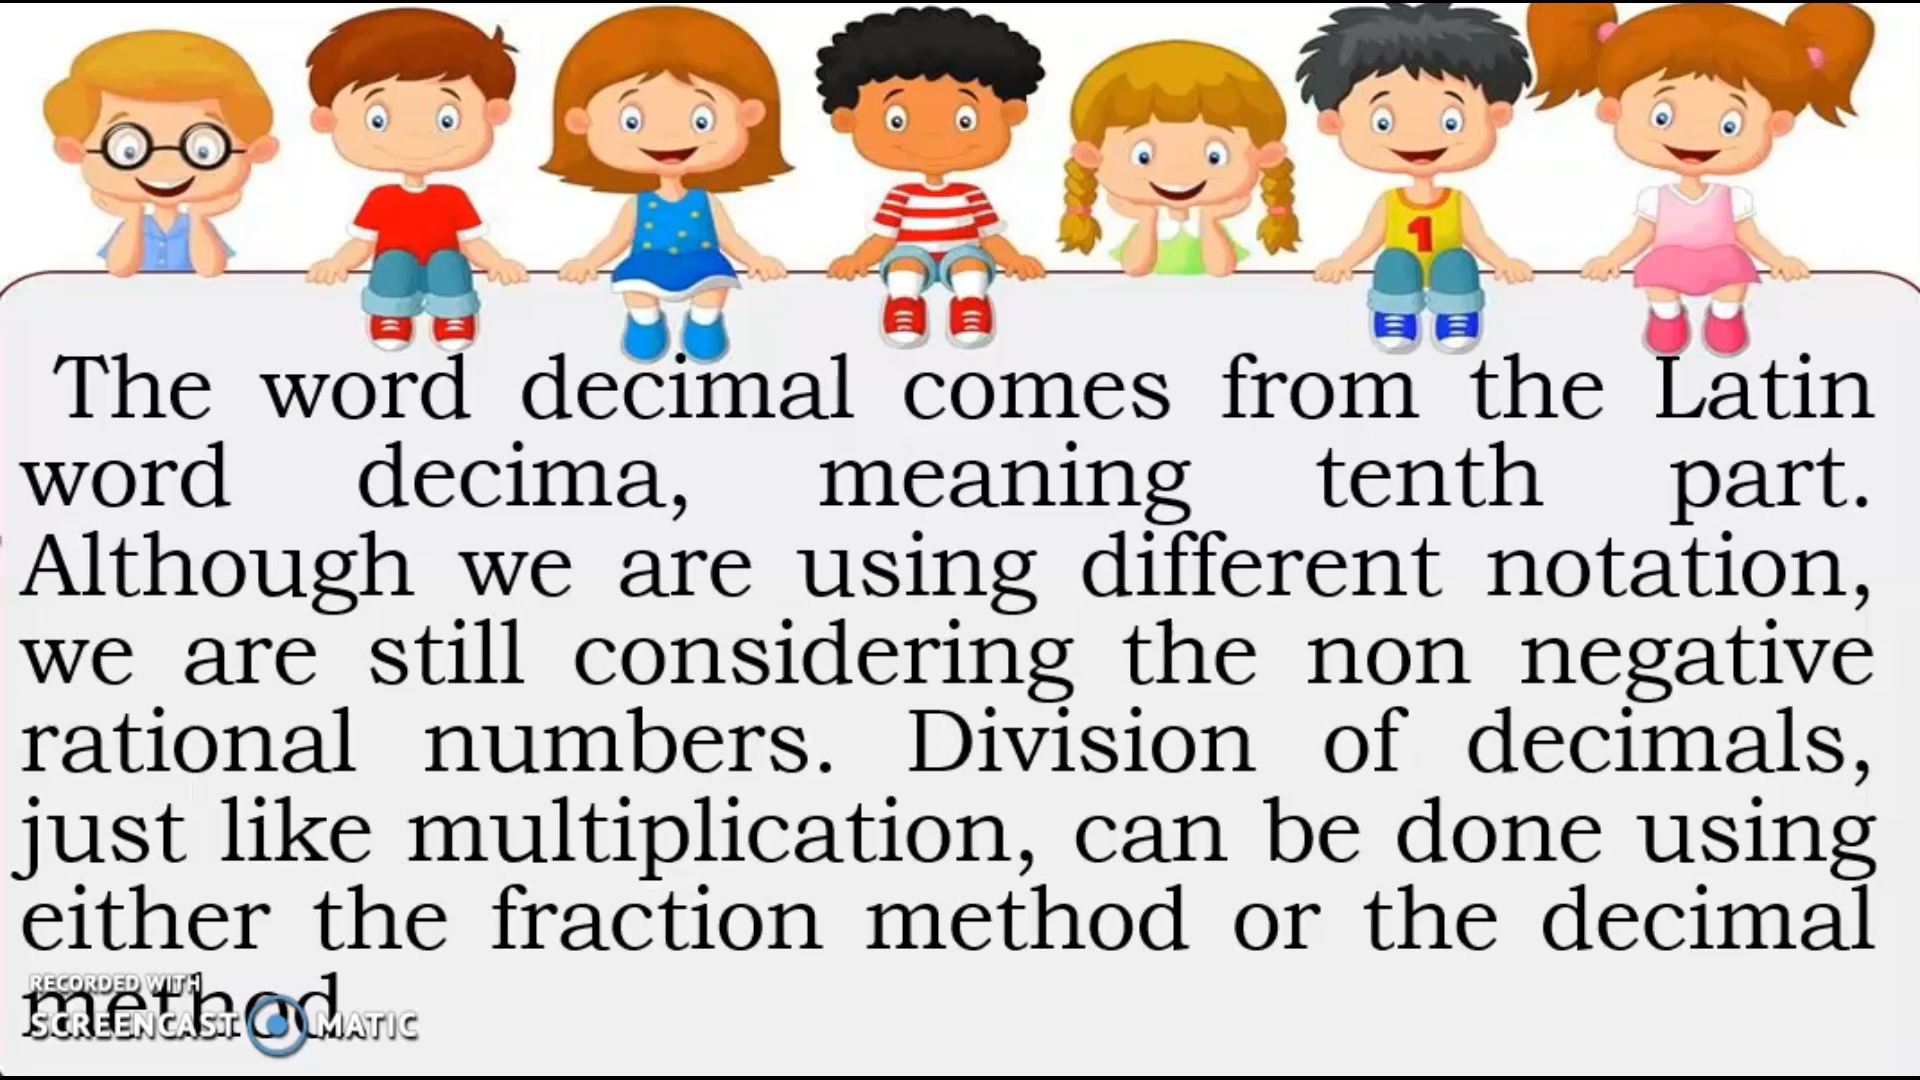 The word decimal comes from the Latin
word decima, meaning tenth part.
Although we are using different notation,
we are still considering the non negative
rational numbers. Division of decimals,
just like multiplication, can be done using
either the fraction method or the decimal
method.
RECORDED WITH
SCREENCAST MATIC
1